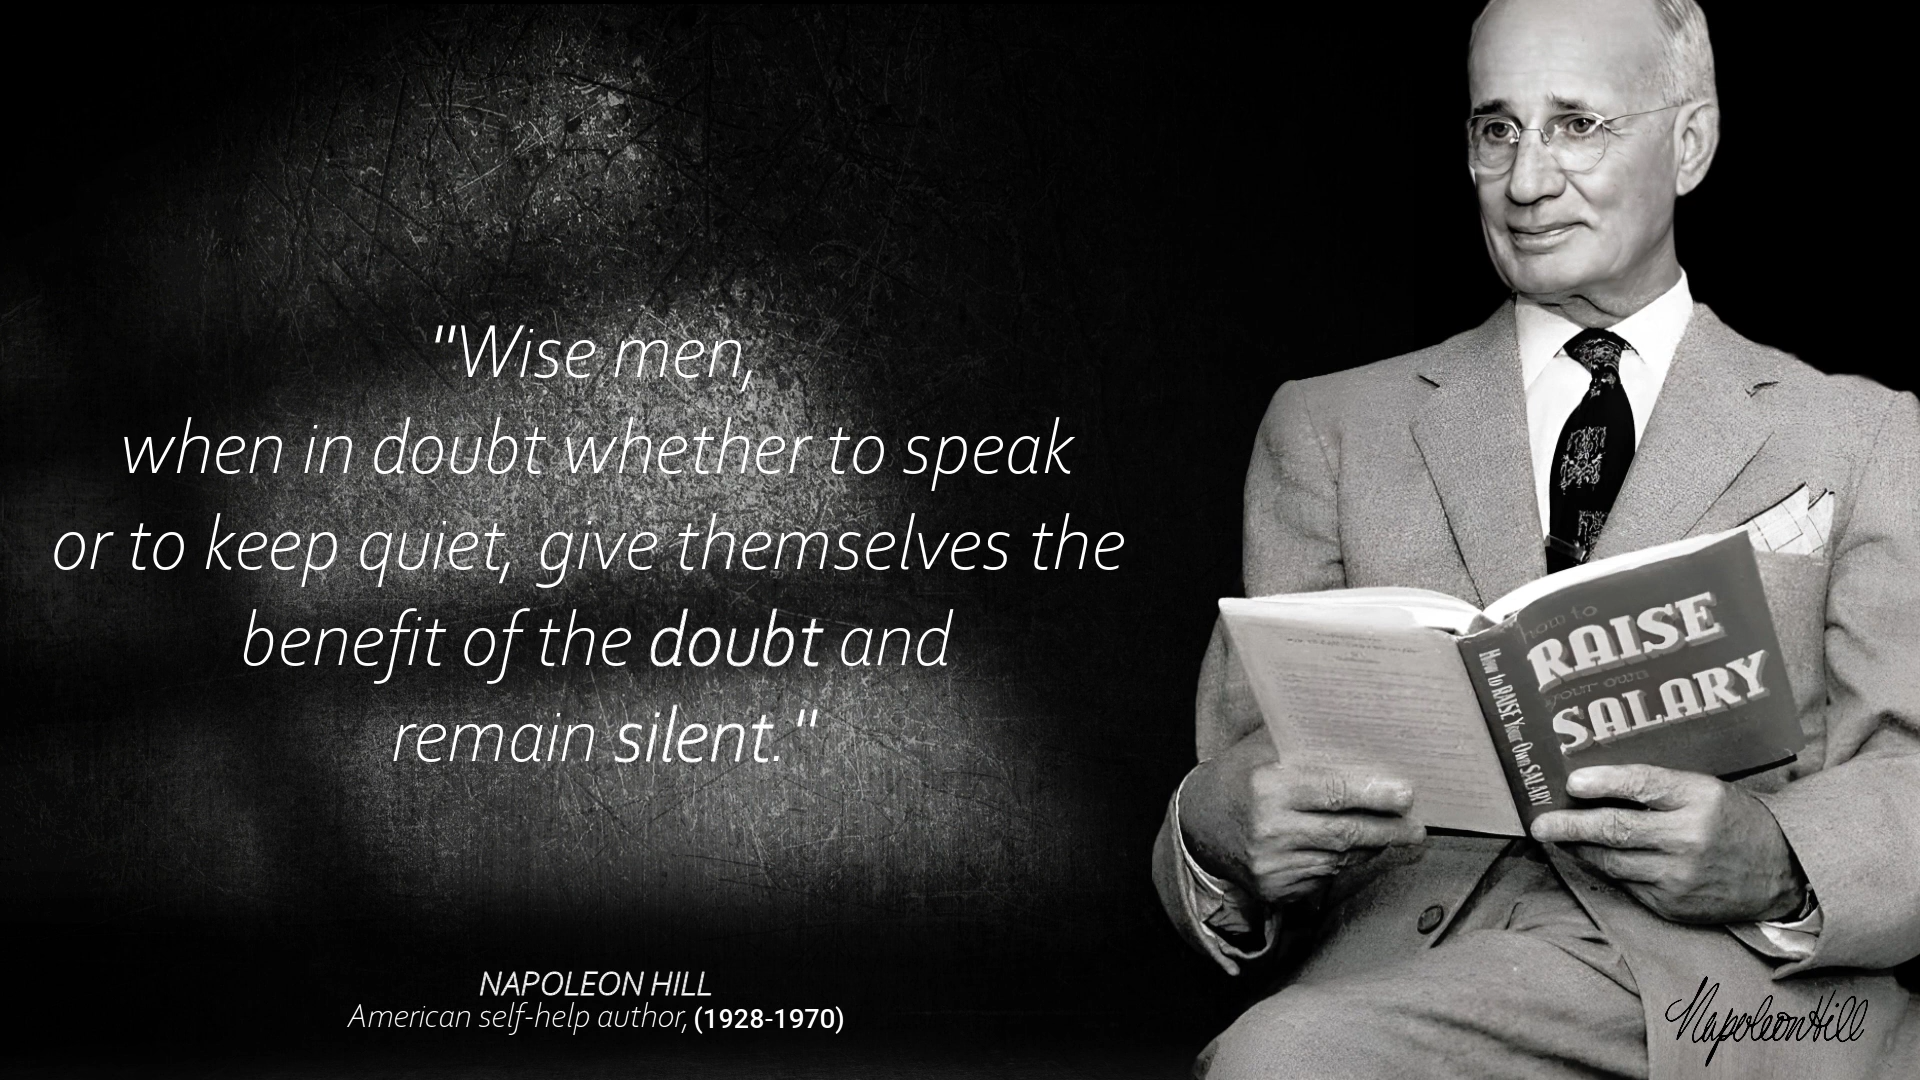 "Wise men,
when in doubt whether to speak
or to keep quiet, give themselves the
benefit of the doubt and
remain silent."
NAPOLEON HILL
American self-help author, (1928-1970)
how to
RAISE
your own
SALARY
How to RAISE Your Own SALARY
Napoleon Hill